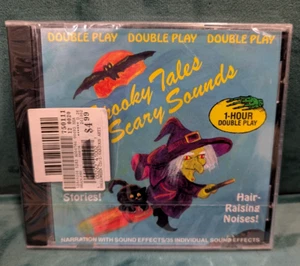 DOUBLE PLAY DOUBLE PLAY DOUBLE PLAY
Spooky Tales
Scary Sounds
1-HOUR
DOUBLE PLAY
$4.99
Stories!
Hair-
Raising
Noises!
NARRATION WITH SOUND EFFECTS/35 INDIVIDUAL SOUND EFFECTS